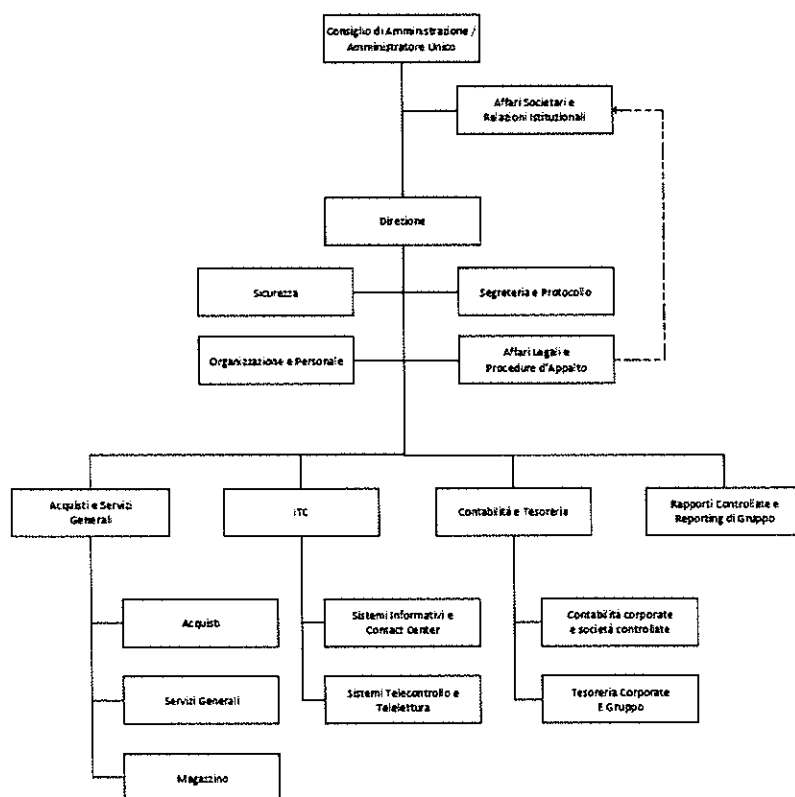 Consiglio di Amministrazione /
Amministratore Unico
Affari Societari e
Relazioni Istituzionali
Direzione
Sicurezza
Segreteria e Protocollo
Organizzazione e Personale
Affari Legali e
Procedure d'Appalto
Acquisti e Servizi
Generali
ITC
Contabilità e Tesoreria
Rapporti Controllate e
Reporting di Gruppo
Acquisti
Sistemi Informativi e
Contact Center
Contabilità corporate
e società controllate
Servizi Generali
Sistemi Telecontrollo e
Telelettura
Tesoreria Corporate
E Gruppo
Magazzino